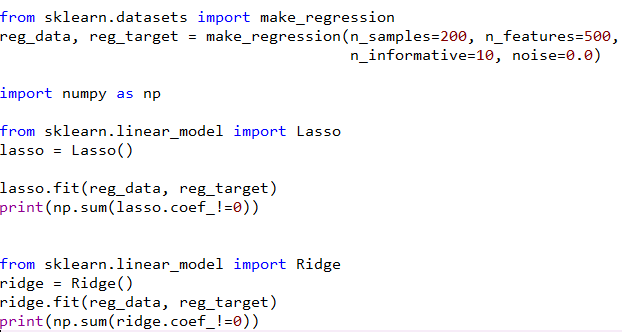 from sklearn.datasets import make_regression
reg_data, reg_target = make_regression(n_samples=200, n_features=500,
n_informative=10, noise=0.0)
import numpy as np
from sklearn.linear_model import Lasso
lasso = Lasso()
lasso.fit(reg_data, reg_target)
print(np.sum(lasso.coef_!=0))
from sklearn.linear_model import Ridge
ridge = Ridge()
ridge.fit(reg_data, reg_target)
print(np.sum(ridge.coef_!=0))